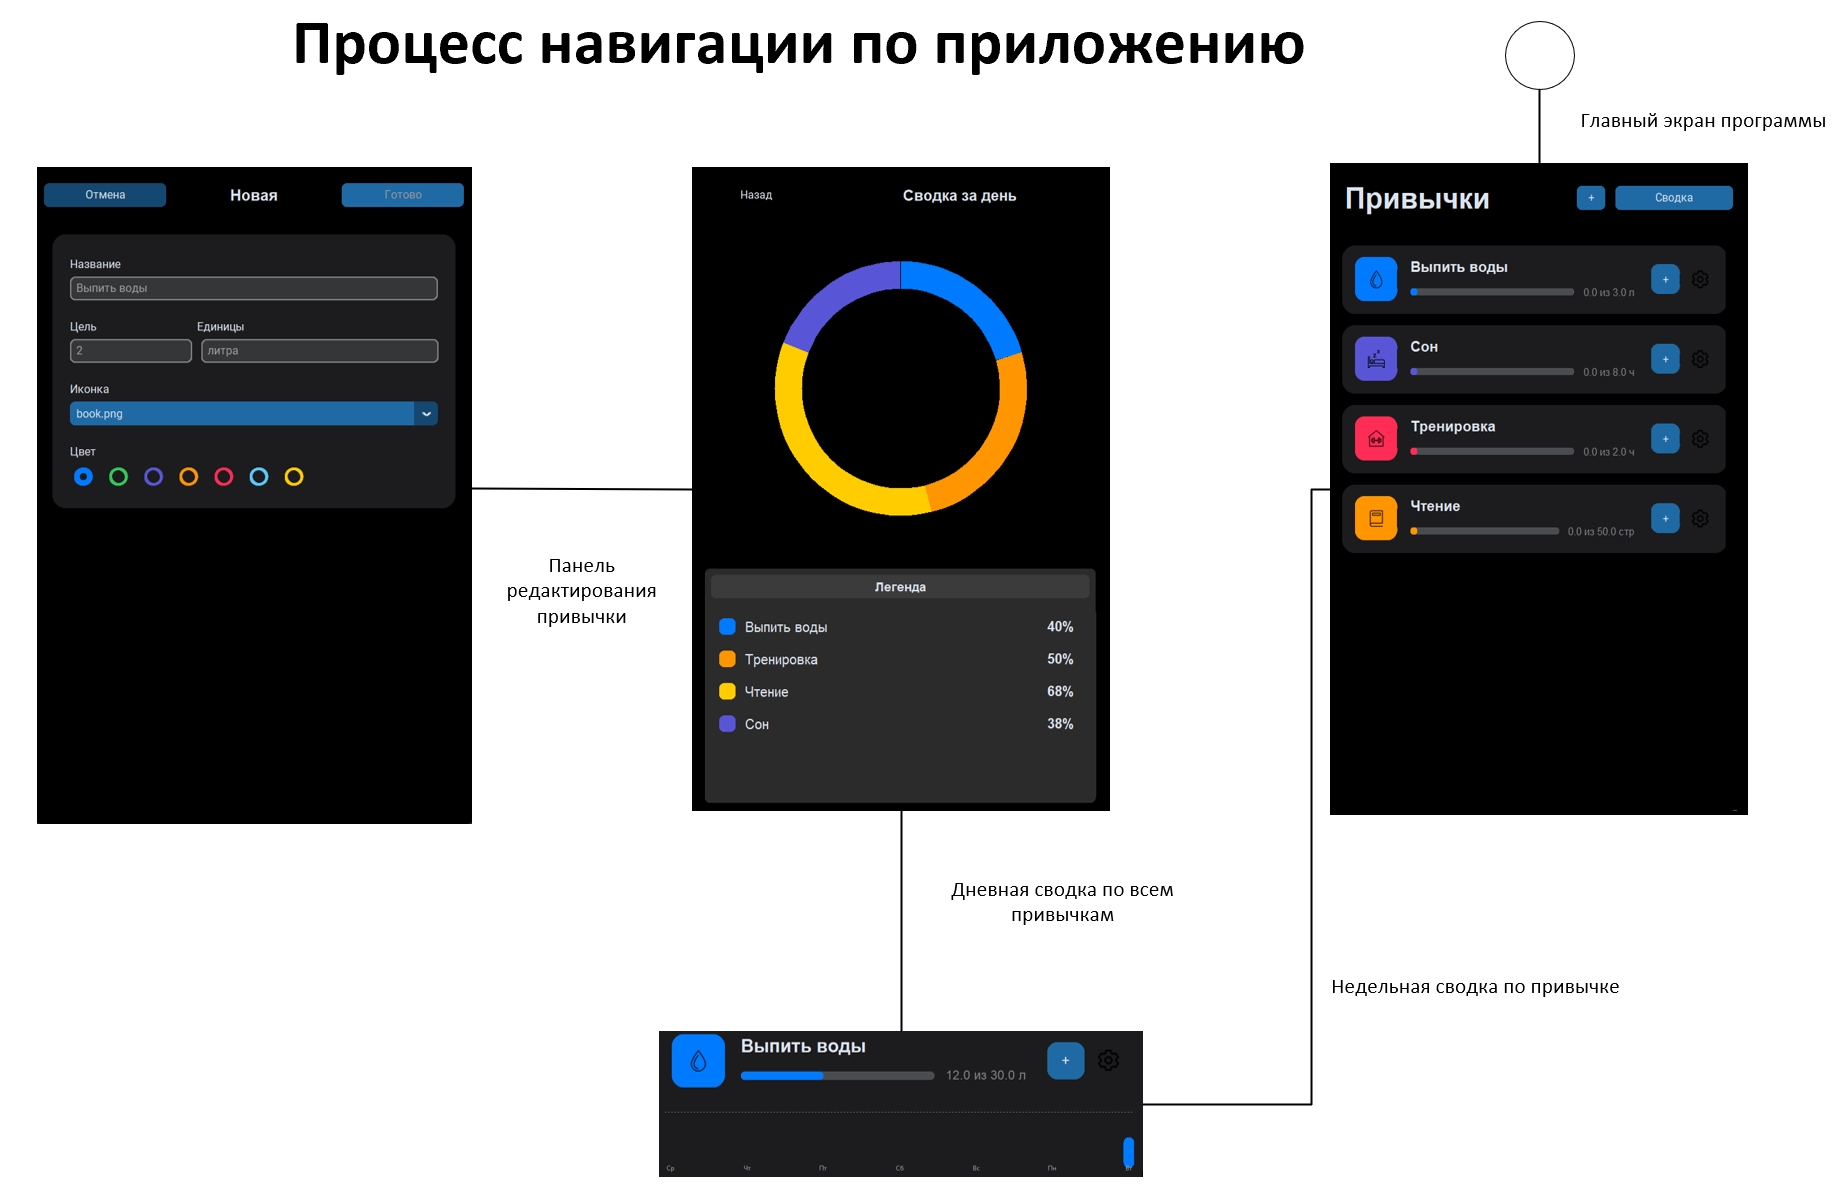 Процесс навигации по приложению
Главный экран программы
Отмена
Новая
Готово
Название
Выпить воды
Цель
Единицы
2
литра
Иконка
book.png
Цвет
Панель
редактирования
привычки
Назад
Сводка за день
Легенда
Выпить воды
40%
Тренировка
50%
Чтение
68%
Сон
38%
Дневная сводка по всем
привычкам
Привычки
+
Сводка
Выпить воды
0.0 из 3.0 л
+
Сон
0.0 из 8.0 ч
+
Тренировка
0.0 из 2.0 ч
+
Чтение
0.0 из 50.0 стр
+
Недельная сводка по привычке
Выпить воды
12.0 из 30.0 л
+
Ср
Чт
Пт
Сб
Вс
Пн
Вт